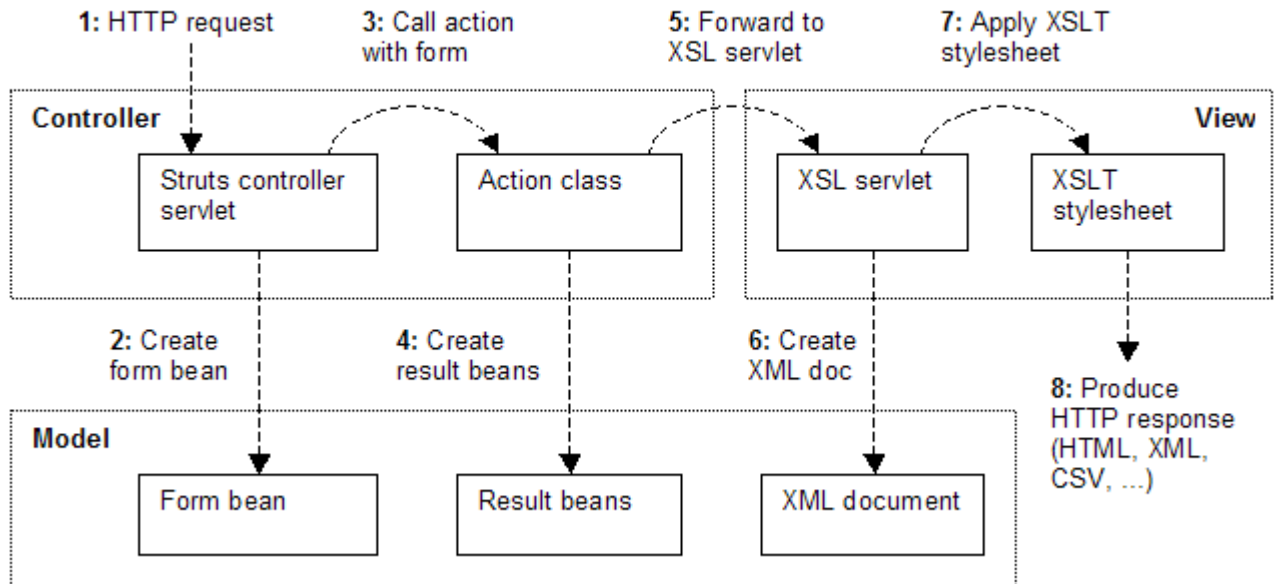 1: HTTP request
3: Call action
with form
5: Forward to
XSL servlet
7: Apply XSLT
stylesheet
Controller
View
Struts controller
servlet
Action class
XSL servlet
XSLT
stylesheet
2: Create
form bean
4: Create
result beans
6: Create
XML doc
8: Produce
HTTP response
(HTML, XML,
CSV, ...)
Model
Form bean
Result beans
XML document